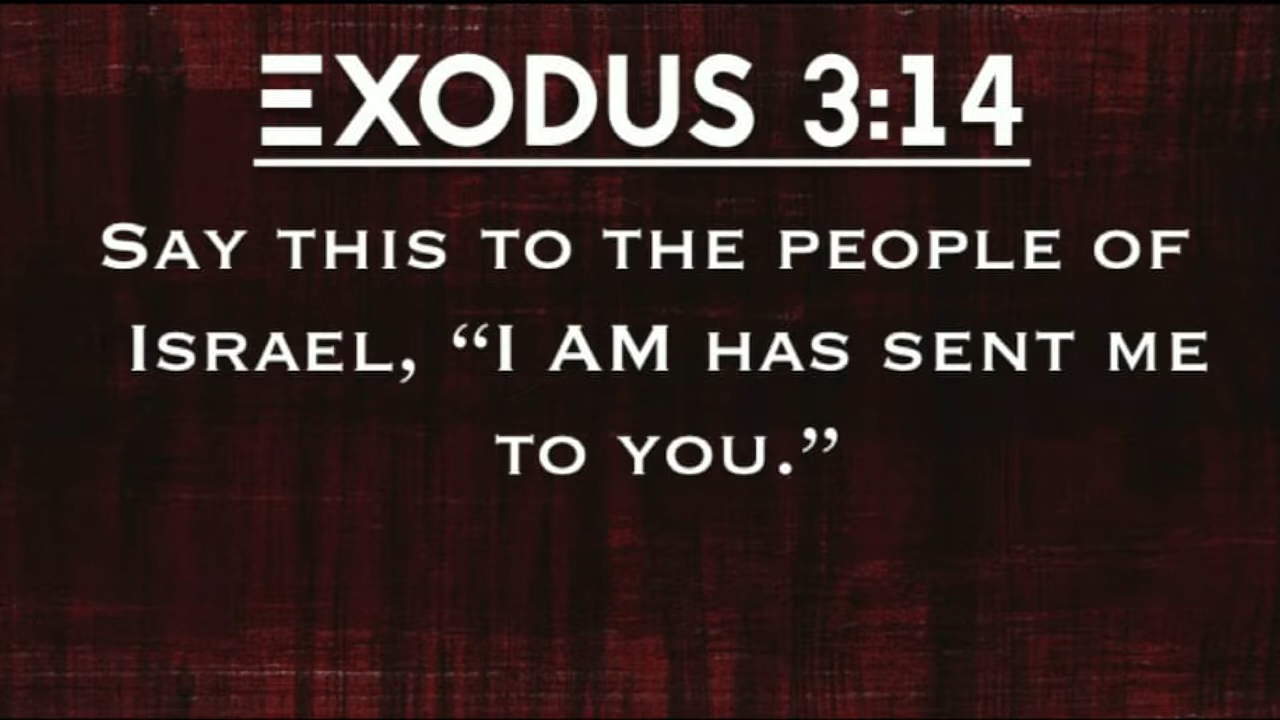 EXODUS 3:14
SAY THIS TO THE PEOPLE OF
ISRAEL, “I AM HAS SENT ME
TO YOU.”